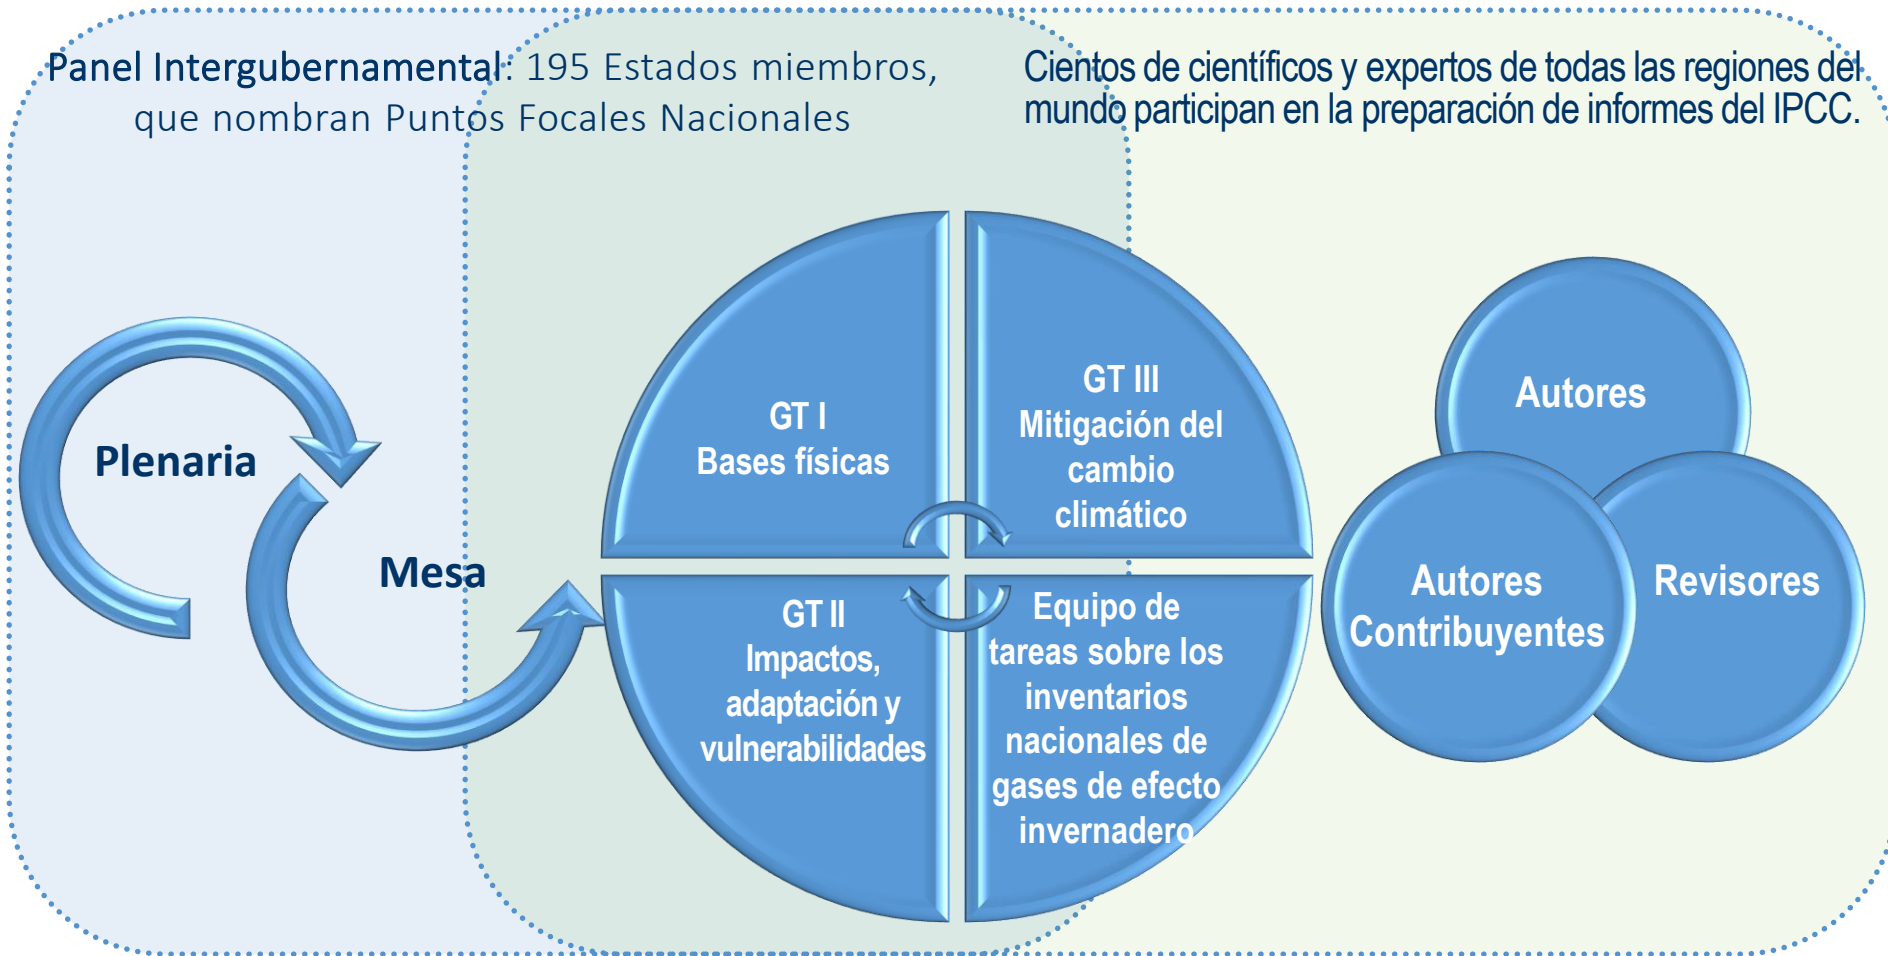 Panel Intergubernamental: 195 Estados miembros,
que nombran Puntos Focales Nacionales
Cientos de científicos y expertos de todas las regiones del
mundo participan en la preparación de informes del IPCC.
Plenaria
Mesa
GT I
Bases físicas
GT III
Mitigación del
cambio
climático
GT II
Impactos,
adaptación y
vulnerabilidades
Equipo de
tareas sobre los
inventarios
nacionales de
gases de efecto
invernadero
Autores
Autores
Contribuyentes
Revisores